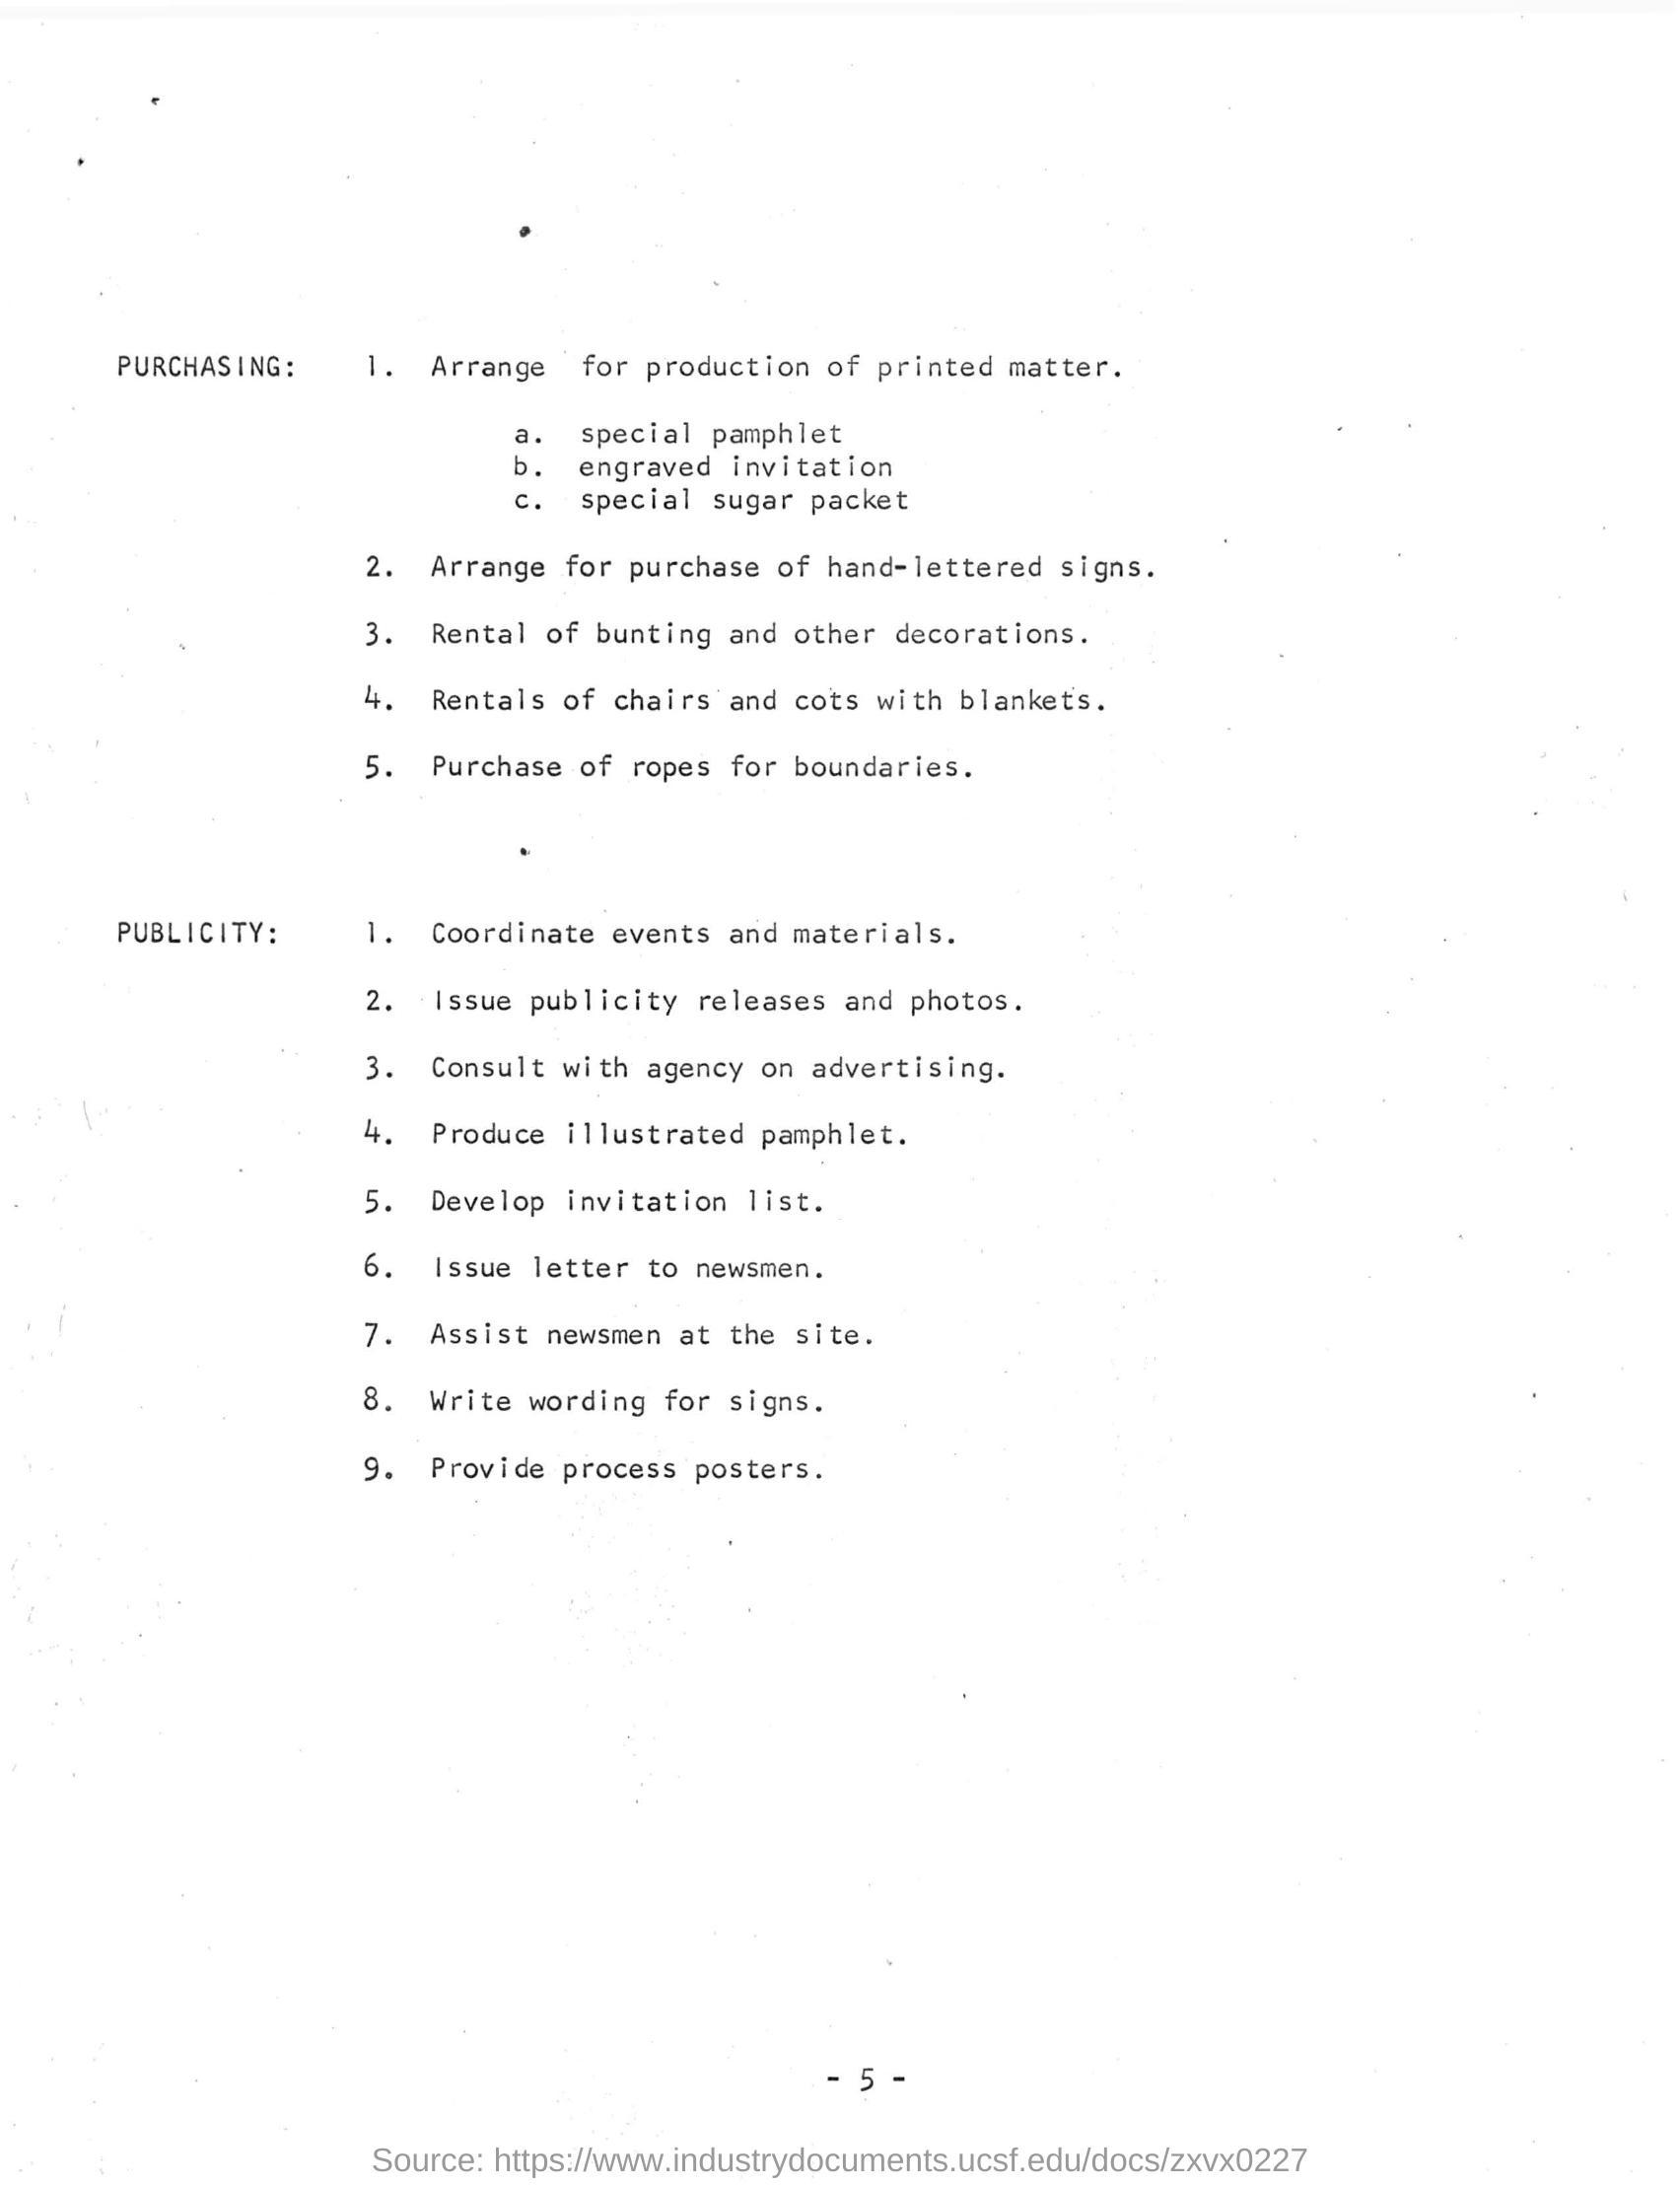 PURCHASING: 1. Arrange for production of printed matter.
a. special pamphlet
b. engraved invitation
c. special sugar packet
2. Arrange for purchase of hand-lettered signs.
3. Rental of bunting and other decorations.
4. Rentals of chairs and cots with blankets.
5. Purchase of ropes for boundaries.
PUBLICITY: 1. Coordinate events and materials.
2. Issue publicity releases and photos.
3. Consult with agency on advertising.
4. Produce illustrated pamphlet.
5. Develop invitation list.
6. Issue letter to newsmen.
7. Assist newsmen at the site.
8. Write wording for signs.
9. Provide process posters.
- 5 -
Source: https://www.industrydocuments.ucsf.edu/docs/zxvx0227